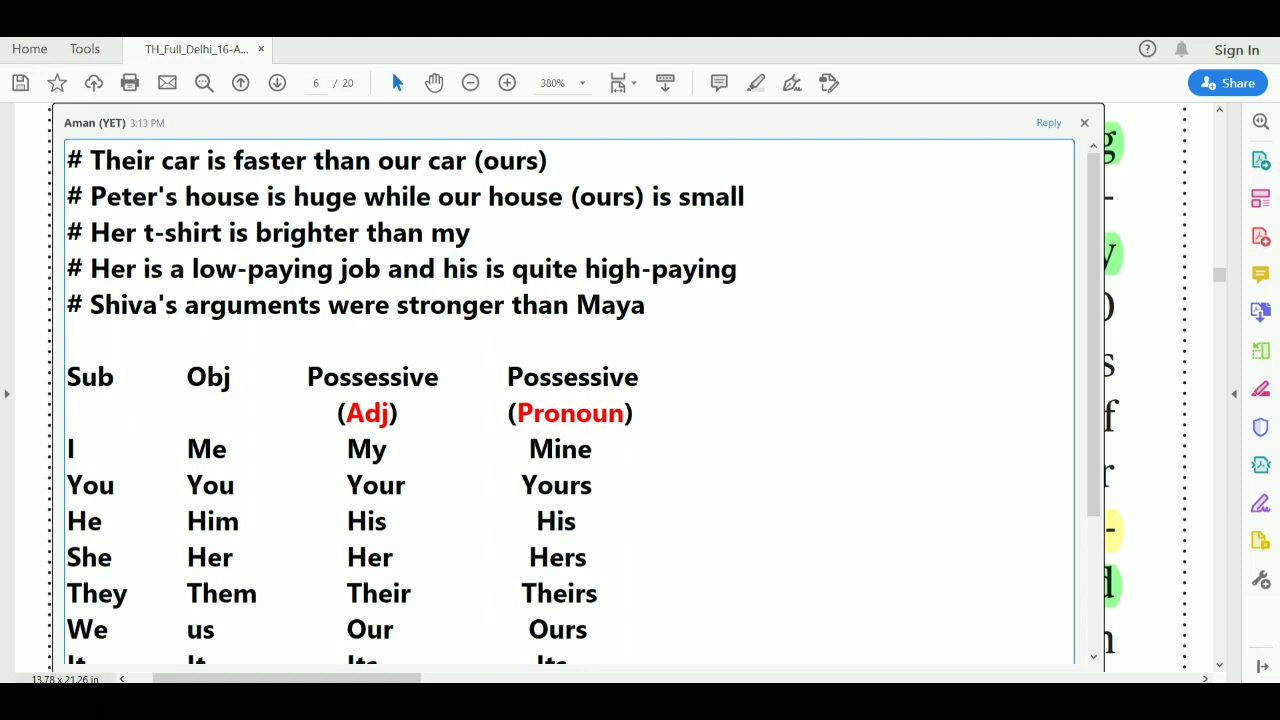 Home Tools TH_Full_Delhi_16-A... × Sign In
6 / 20 380% Share
Aman (YET) 3:13 PM Reply
# Their car is faster than our car (ours)
# Peter's house is huge while our house (ours) is small
# Her t-shirt is brighter than my
# Her is a low-paying job and his is quite high-paying
# Shiva's arguments were stronger than Maya
Sub Obj Possessive Possessive
(Adj) (Pronoun)
I Me My Mine
You You Your Yours
He Him His His
She Her Her Hers
They Them Their Theirs
We us Our Ours
It It Its Its
13.78 x 21.26 in